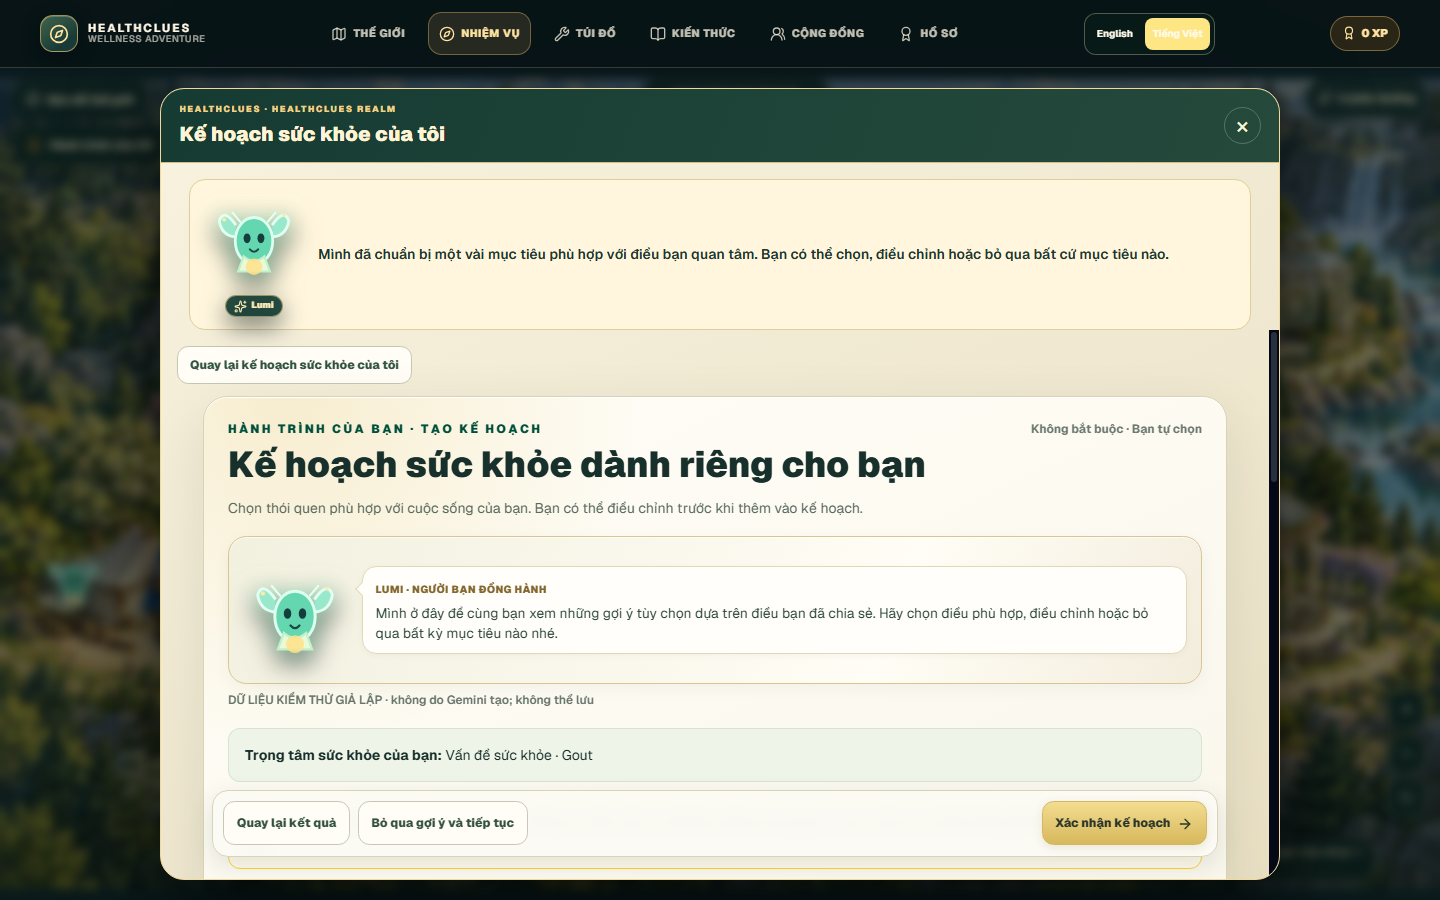 HEALTHCLUES
WELLNESS ADVENTURE
THẾ GIỚI
NHIỆM VỤ
TÚI ĐỒ
KIẾN THỨC
CỘNG ĐỒNG
HỒ SƠ
English
Tiếng Việt
0 XP
HEALTHCLUES · HEALTHCLUES REALM
Kế hoạch sức khỏe của tôi
Mình đã chuẩn bị một vài mục tiêu phù hợp với điều bạn quan tâm. Bạn có thể chọn, điều chỉnh hoặc bỏ qua bất cứ mục tiêu nào.
Lumi
Quay lại kế hoạch sức khỏe của tôi
HÀNH TRÌNH CỦA BẠN · TẠO KẾ HOẠCH
Không bắt buộc · Bạn tự chọn
Kế hoạch sức khỏe dành riêng cho bạn
Chọn thói quen phù hợp với cuộc sống của bạn. Bạn có thể điều chỉnh trước khi thêm vào kế hoạch.
LUMI · NGƯỜI BẠN ĐỒNG HÀNH
Mình ở đây để cùng bạn xem những gợi ý tùy chọn dựa trên điều bạn đã chia sẻ. Hãy chọn điều phù hợp, điều chỉnh hoặc bỏ
qua bất kỳ mục tiêu nào nhé.
DỮ LIỆU KIỂM THỬ GIẢ LẬP · không do Gemini tạo; không thể lưu
Trọng tâm sức khỏe của bạn: Vấn đề sức khỏe · Gout
Quay lại kết quả
Bỏ qua gợi ý và tiếp tục
Xác nhận kế hoạch